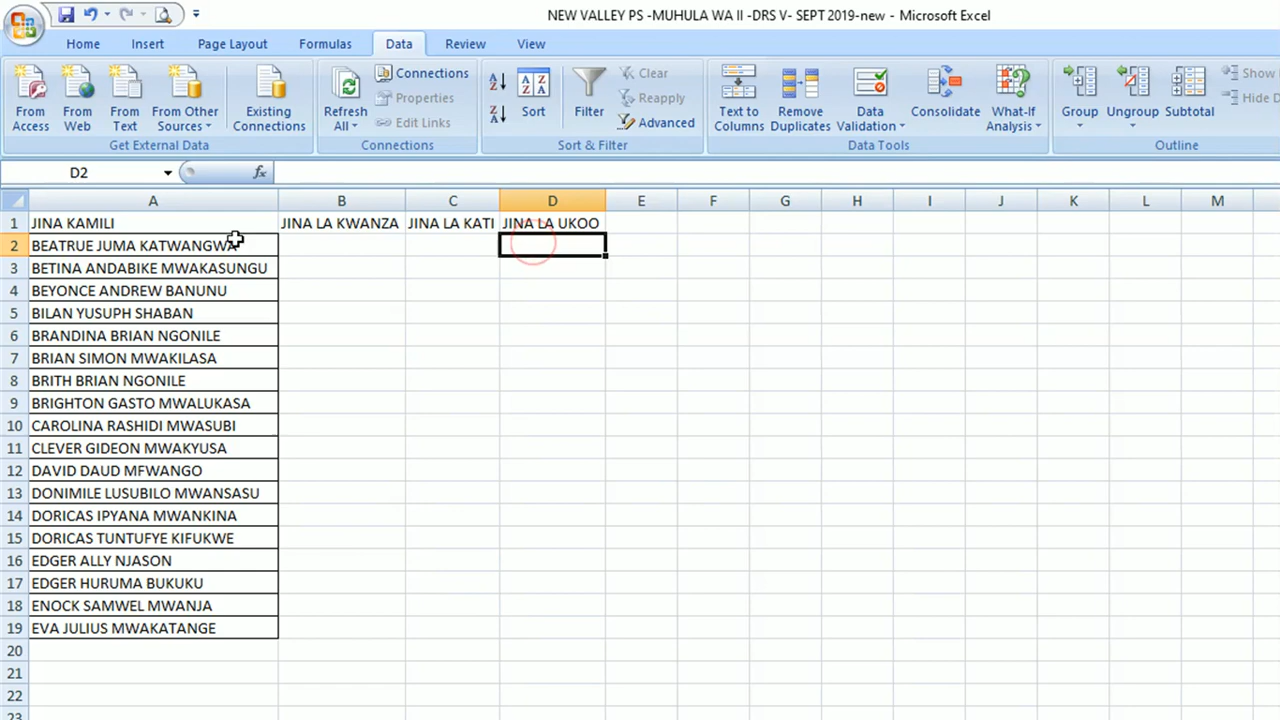 NEW VALLEY PS -MUHULA WA II -DRS V- SEPT 2019-new - Microsoft Excel
Home Insert Page Layout Formulas Data Review View
From Access
From Web
From Text
From Other Sources
Existing Connections
Get External Data
Refresh All
Connections
Properties
Edit Links
Connections
Sort
Filter
Clear
Reapply
Advanced
Sort & Filter
Text to Columns
Remove Duplicates
Data Validation
Consolidate
What-If Analysis
Data Tools
Group
Ungroup
Subtotal
Show
Hide D
Outline
D2 fx
A B C D E F G H I J K L M
1 JINA KAMILI JINA LA KWANZA JINA LA KATI JINA LA UKOO
2 BEATRUE JUMA KATWANGWA
3 BETINA ANDABIKE MWAKASUNGU
4 BEYONCE ANDREW BANUNU
5 BILAN YUSUPH SHABAN
6 BRANDINA BRIAN NGONILE
7 BRIAN SIMON MWAKILASA
8 BRITH BRIAN NGONILE
9 BRIGHTON GASTO MWALUKASA
10 CAROLINA RASHIDI MWASUBI
11 CLEVER GIDEON MWAKYUSA
12 DAVID DAUD MFWANGO
13 DONIMILE LUSUBILO MWANSASU
14 DORICAS IPYANA MWANKINA
15 DORICAS TUNTUFYE KIFUKWE
16 EDGER ALLY NJASON
17 EDGER HURUMA BUKUKU
18 ENOCK SAMWEL MWANJA
19 EVA JULIUS MWAKATANGE
20
21
22
23